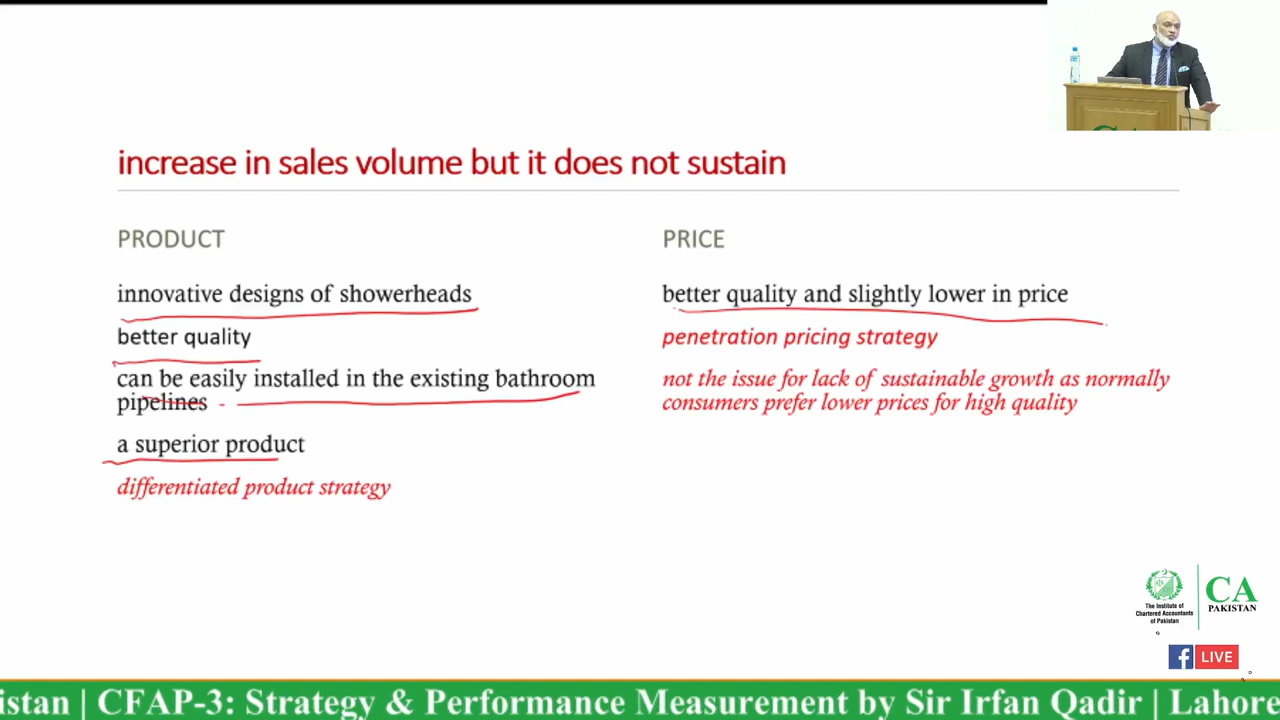 increase in sales volume but it does not sustain
PRODUCT
innovative designs of showerheads
better quality
can be easily installed in the existing bathroom
pipelines
a superior product
differentiated product strategy
PRICE
better quality and slightly lower in price
penetration pricing strategy
not the issue for lack of sustainable growth as normally
consumers prefer lower prices for high quality
The Institute of
Chartered Accountants
of Pakistan
CA
PAKISTAN
f LIVE
istan | CFAP-3: Strategy & Performance Measurement by Sir Irfan Qadir | Lahore